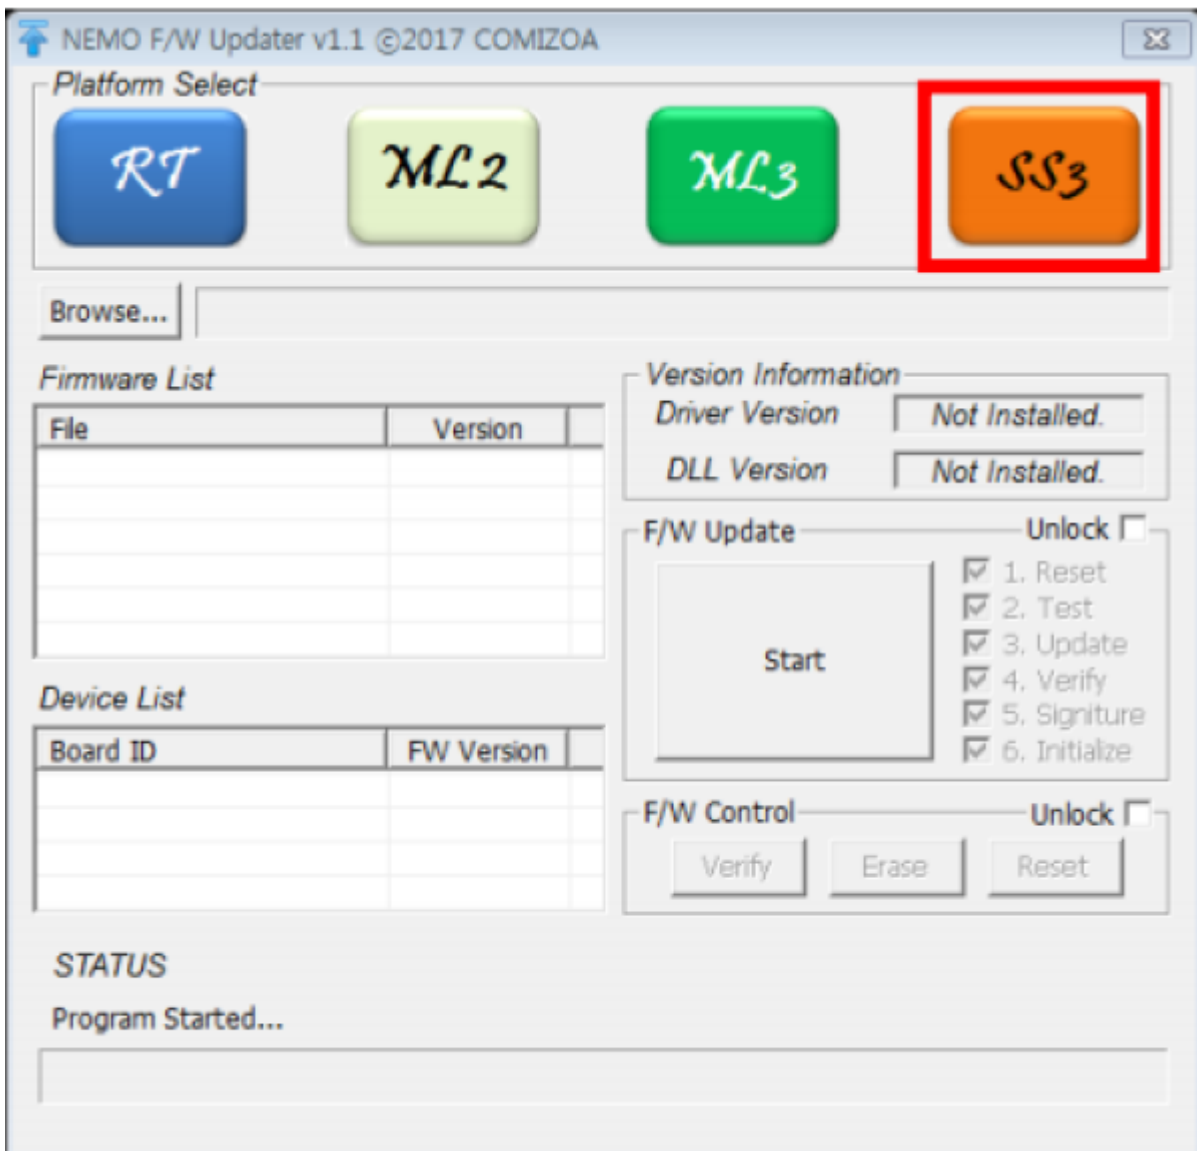 NEMO F/W Updater v1.1 ©2017 COMIZOA
Platform Select
RT ML2 ML3 SS3
Browse...
Firmware List
File Version
Version Information
Driver Version Not Installed.
DLL Version Not Installed.
F/W Update Unlock
Start
1. Reset
2. Test
3. Update
4. Verify
5. Signiture
6. Initialize
Device List
Board ID FW Version
F/W Control Unlock
Verify Erase Reset
STATUS
Program Started...